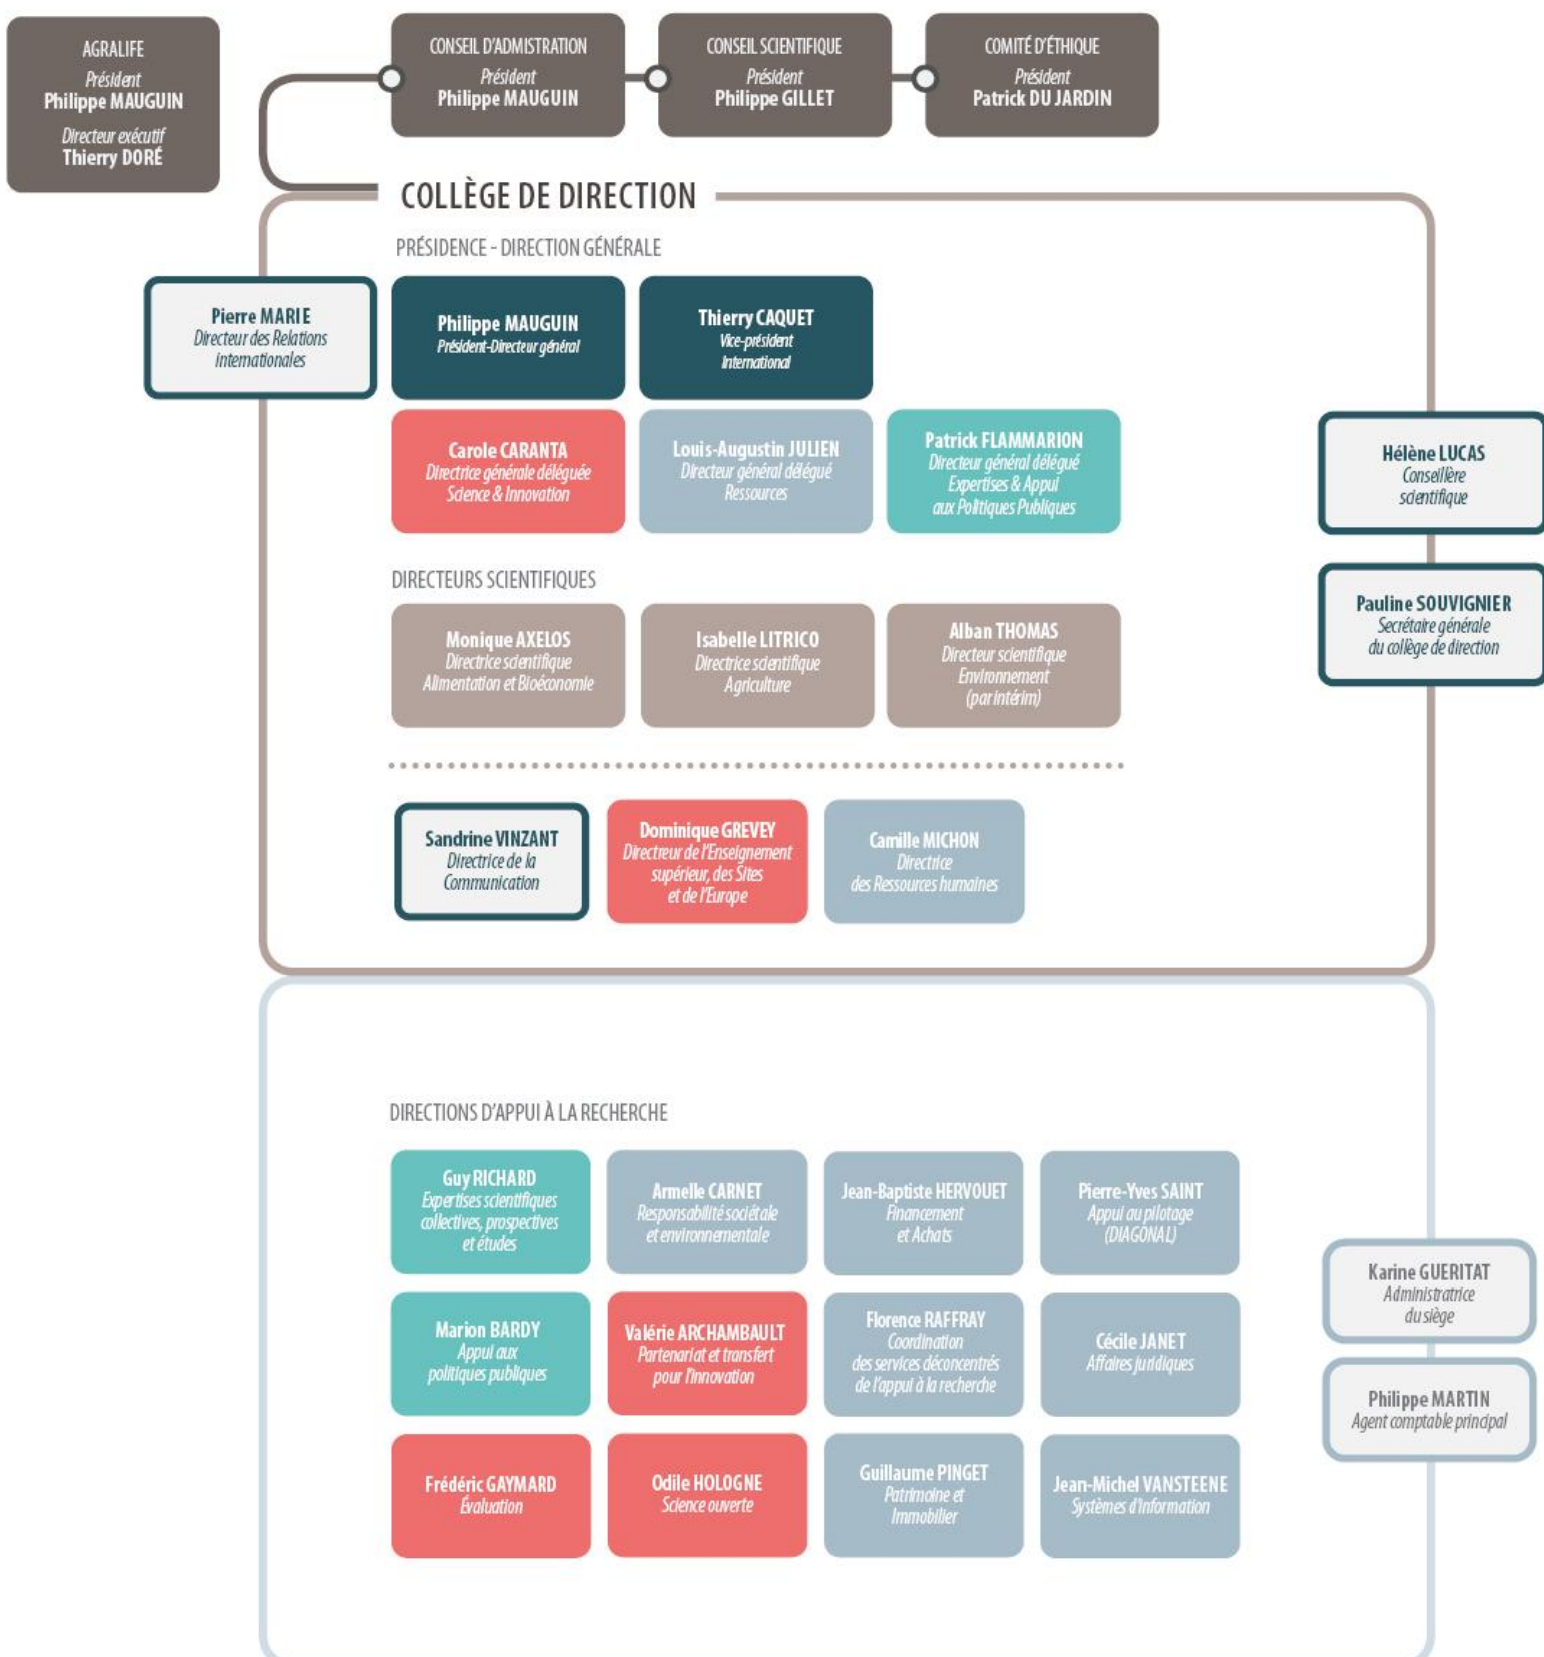 AGRALIFE
Président
Philippe MAUGUIN
Directeur exécutif
Thierry DORÉ
CONSEIL D'ADMISTRATION
Président
Philippe MAUGUIN
CONSEIL SCIENTIFIQUE
Président
Philippe GILLET
COMITÉ D'ÉTHIQUE
Président
Patrick DU JARDIN
COLLÈGE DE DIRECTION
PRÉSIDENCE - DIRECTION GÉNÉRALE
Pierre MARIE
Directeur des Relations
internationales
Philippe MAUGUIN
Président-Directeur général
Thierry CAQUET
Vice-président
International
Carole CARANTA
Directrice générale déléguée
Science & Innovation
Louis-Augustin JULIEN
Directeur général délégué
Ressources
Patrick FLAMMARION
Directeur général délégué
Expertises & Appui
aux Politiques Publiques
Hélène LUCAS
Conseillère
scientifique
Pauline SOUVIGNIER
Secrétaire générale
du collège de direction
DIRECTEURS SCIENTIFIQUES
Monique AXELOS
Directrice scientifique
Alimentation et Bioéconomie
Isabelle LITRICO
Directrice scientifique
Agriculture
Alban THOMAS
Directeur scientifique
Environnement
(par intérim)
Sandrine VINZANT
Directrice de la
Communication
Dominique GREVEY
Directreur de l'Enseignement
supérieur, des Sites
et de l'Europe
Camille MICHON
Directrice
des Ressources humaines
DIRECTIONS D'APPUI À LA RECHERCHE
Guy RICHARD
Expertises scientifiques
collectives, prospectives
et études
Armelle CARNET
Responsabilité sociétale
et environnementale
Jean-Baptiste HERVOUET
Financement
et Achats
Pierre-Yves SAINT
Appui au pilotage
(DIAGONAL)
Marion BARDY
Appui aux
politiques publiques
Valérie ARCHAMBAULT
Partenariat et transfert
pour l'innovation
Florence RAFFRAY
Coordination
des services déconcentrés
de l'appui à la recherche
Cécile JANET
Affaires juridiques
Frédéric GAYMARD
Évaluation
Odile HOLOGNE
Science ouverte
Guillaume PINGET
Patrimoine et
Immobilier
Jean-Michel VANSTEENE
Systèmes d'Information
Karine GUERITAT
Administratrice
du siège
Philippe MARTIN
Agent comptable principal